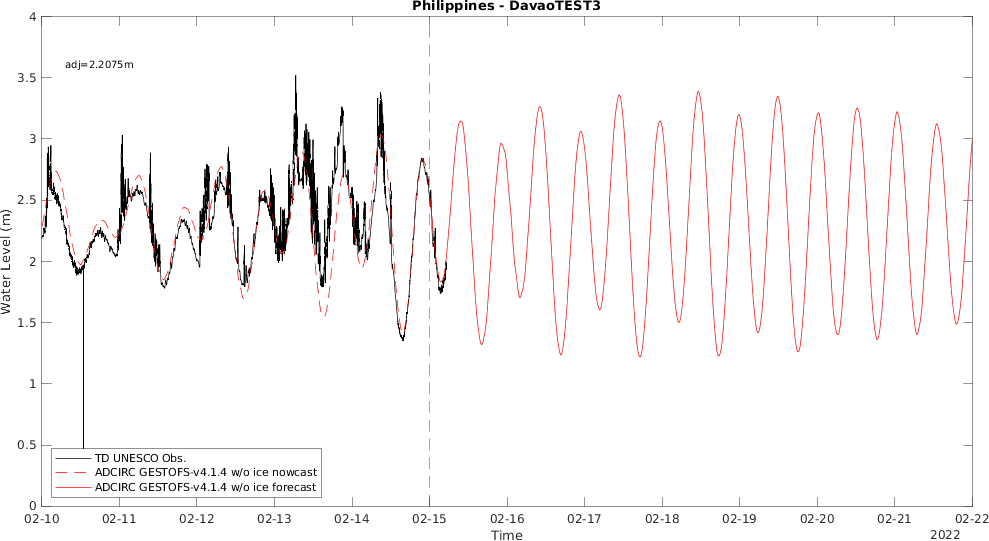 Philippines - DavaoTEST3
adj=2.2075m
4
3.5
3
2.5
2
1.5
1
0.5
0
Water Level (m)
TD UNESCO Obs.
ADCIRC GESTOFS-v4.1.4 w/o ice nowcast
ADCIRC GESTOFS-v4.1.4 w/o ice forecast
02-10 02-11 02-12 02-13 02-14 02-15 02-16 02-17 02-18 02-19 02-20 02-21 02-22
Time
2022